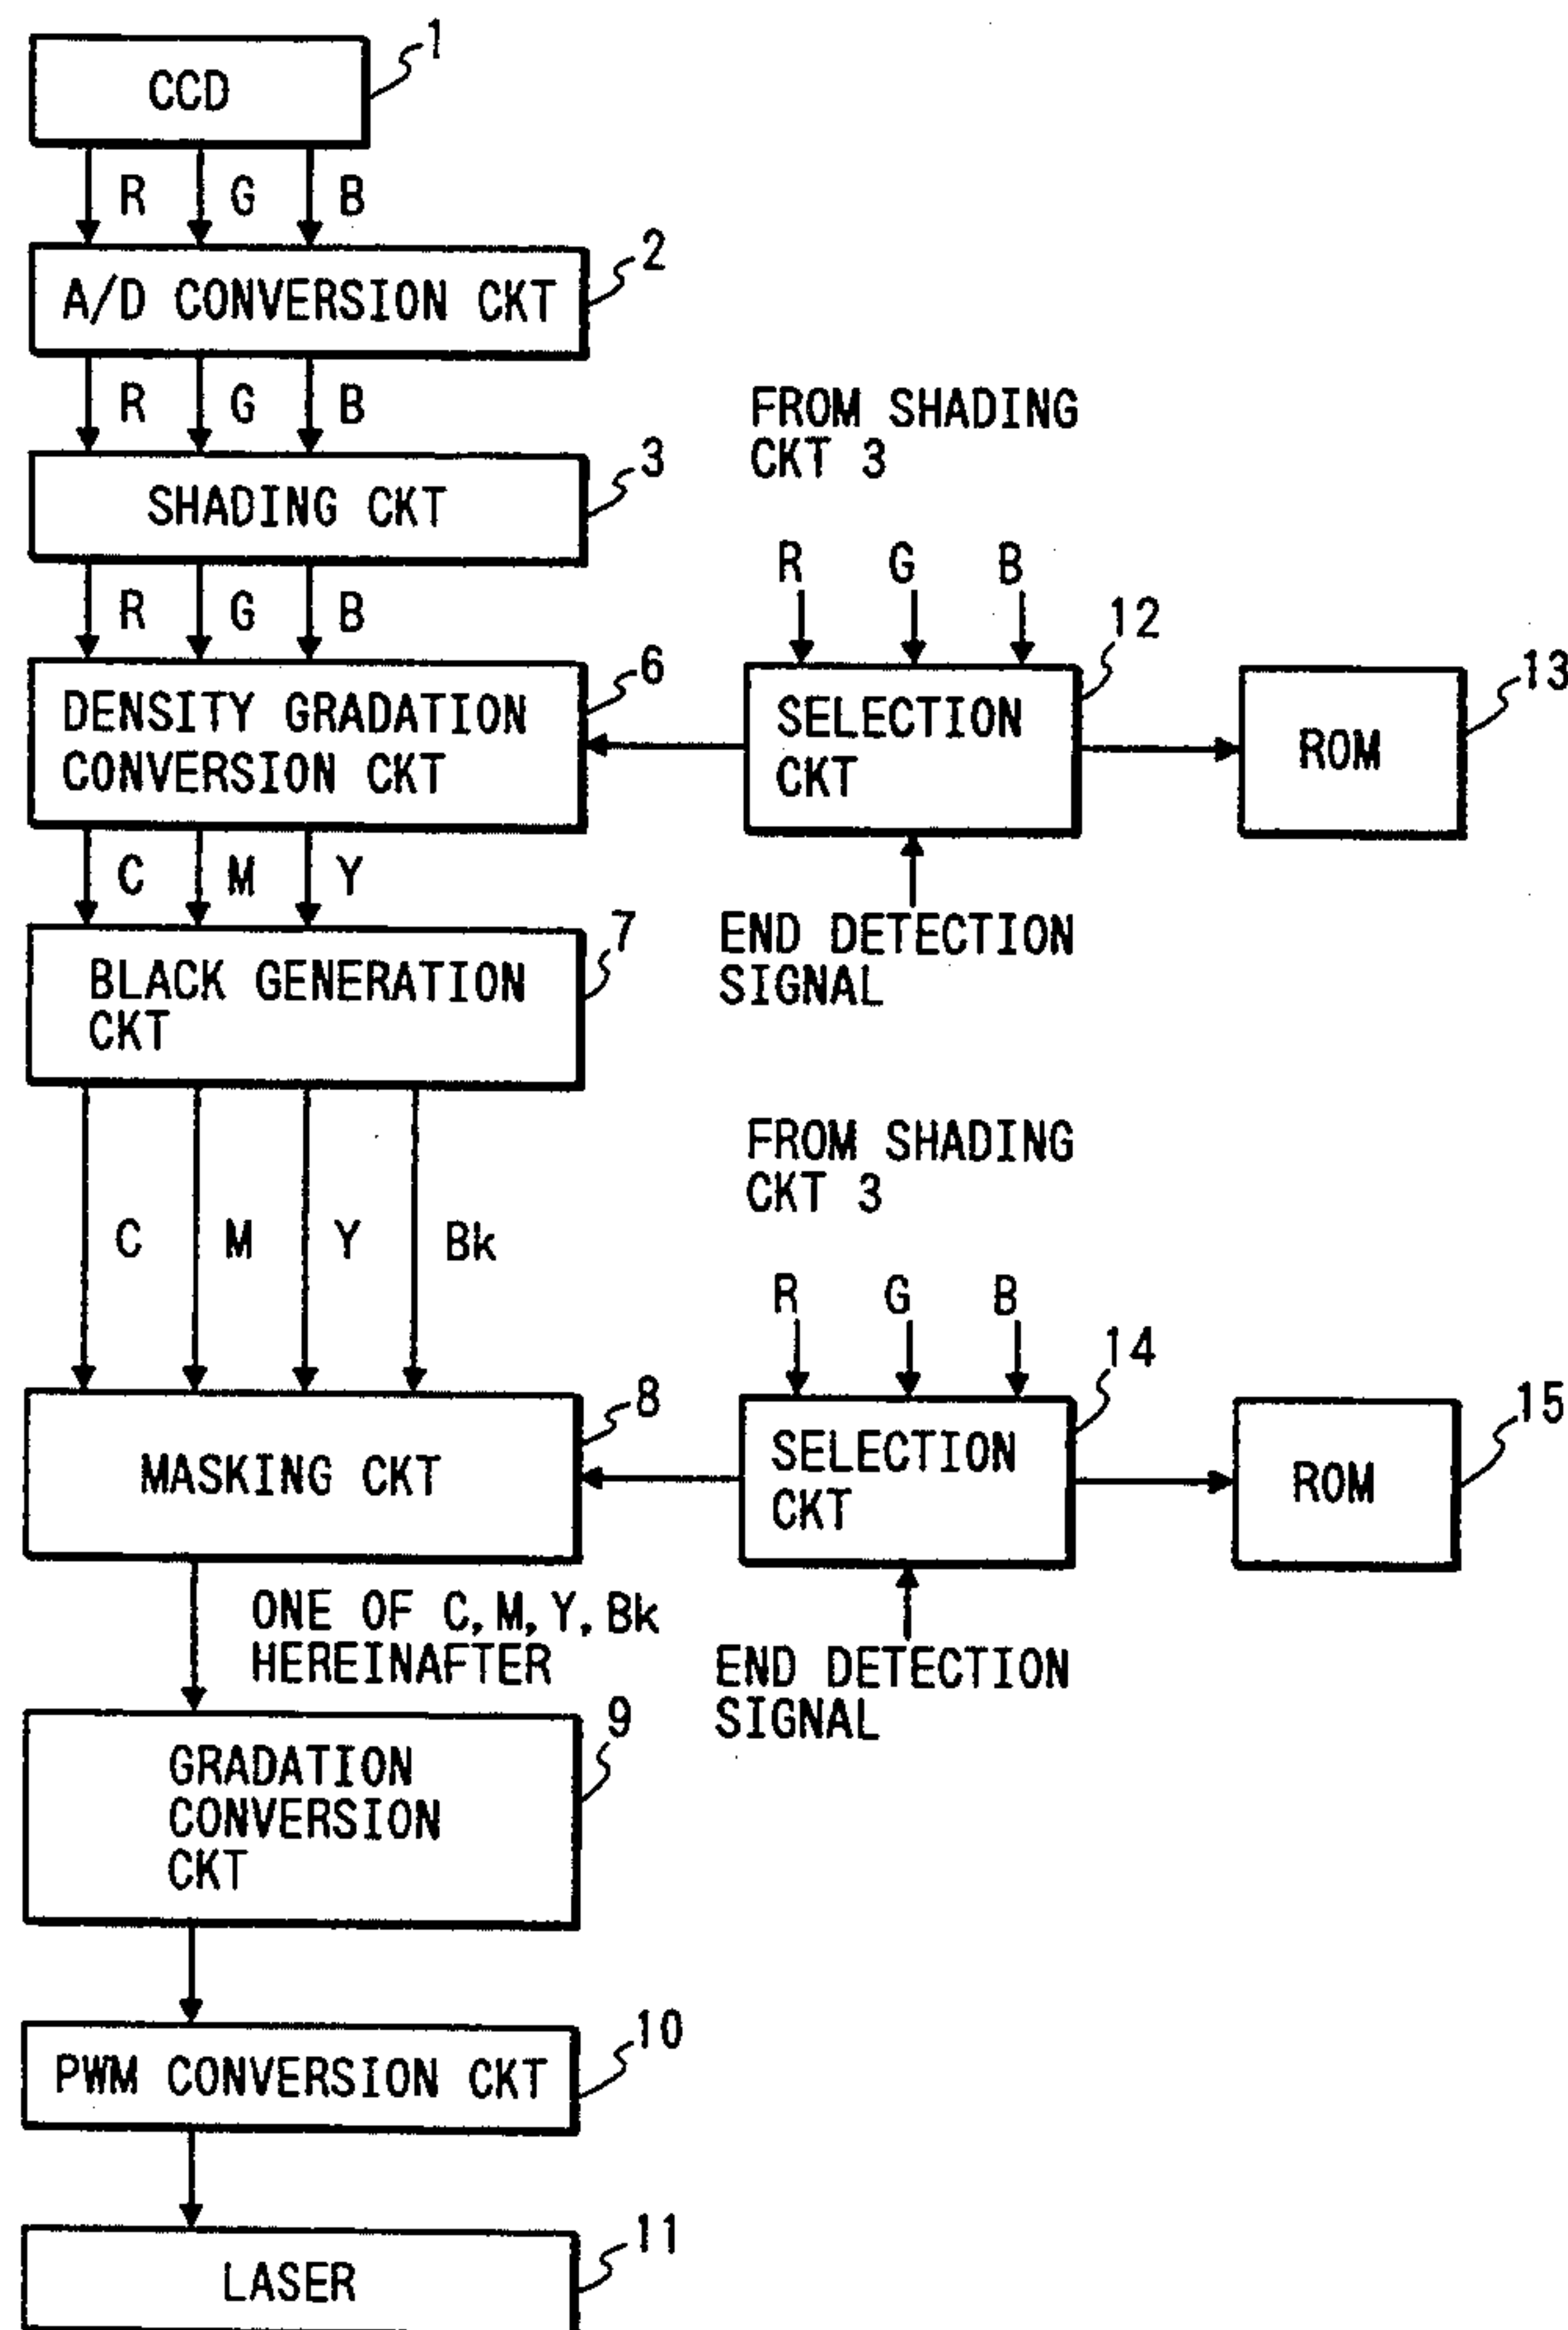 CCD
1
R G B
A/D CONVERSION CKT
2
R G B
SHADING CKT
3
FROM SHADING
CKT 3
R G B
R G B
DENSITY GRADATION
CONVERSION CKT
6
SELECTION
CKT
12
ROM
13
C M Y
END DETECTION
SIGNAL
BLACK GENERATION
CKT
7
FROM SHADING
CKT 3
C M Y Bk
R G B
MASKING CKT
8
SELECTION
CKT
14
ROM
15
ONE OF C, M, Y, Bk
HEREINAFTER
END DETECTION
SIGNAL
GRADATION
CONVERSION
CKT
9
PWM CONVERSION CKT
10
LASER
11